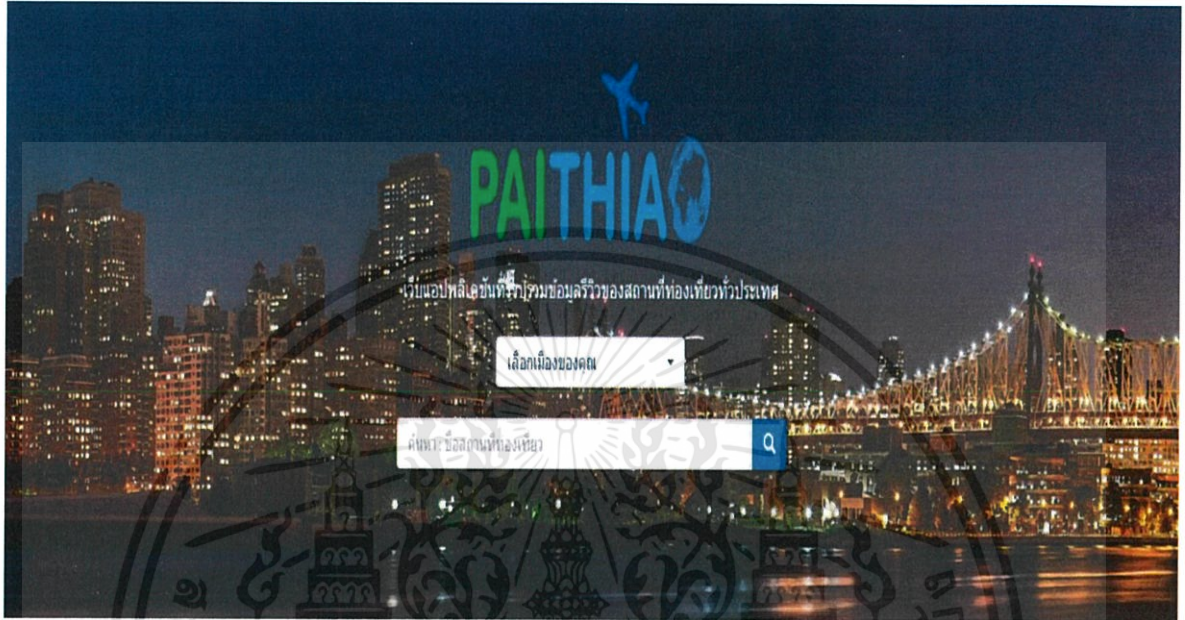 PAITHIAO
เว็บแอปพลิเคชันที่รวบรวมข้อมูลรีวิวของสถานที่ท่องเที่ยวทั่วประเทศ
เลือกเมืองของคุณ
ค้นหา: ชื่อสถานที่ท่องเที่ยว